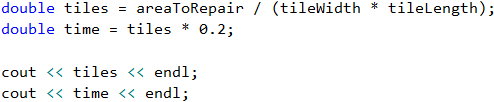 double tiles = areaToRepair / (tileWidth * tileLength);
double time = tiles * 0.2;
cout << tiles << endl;
cout << time << endl;